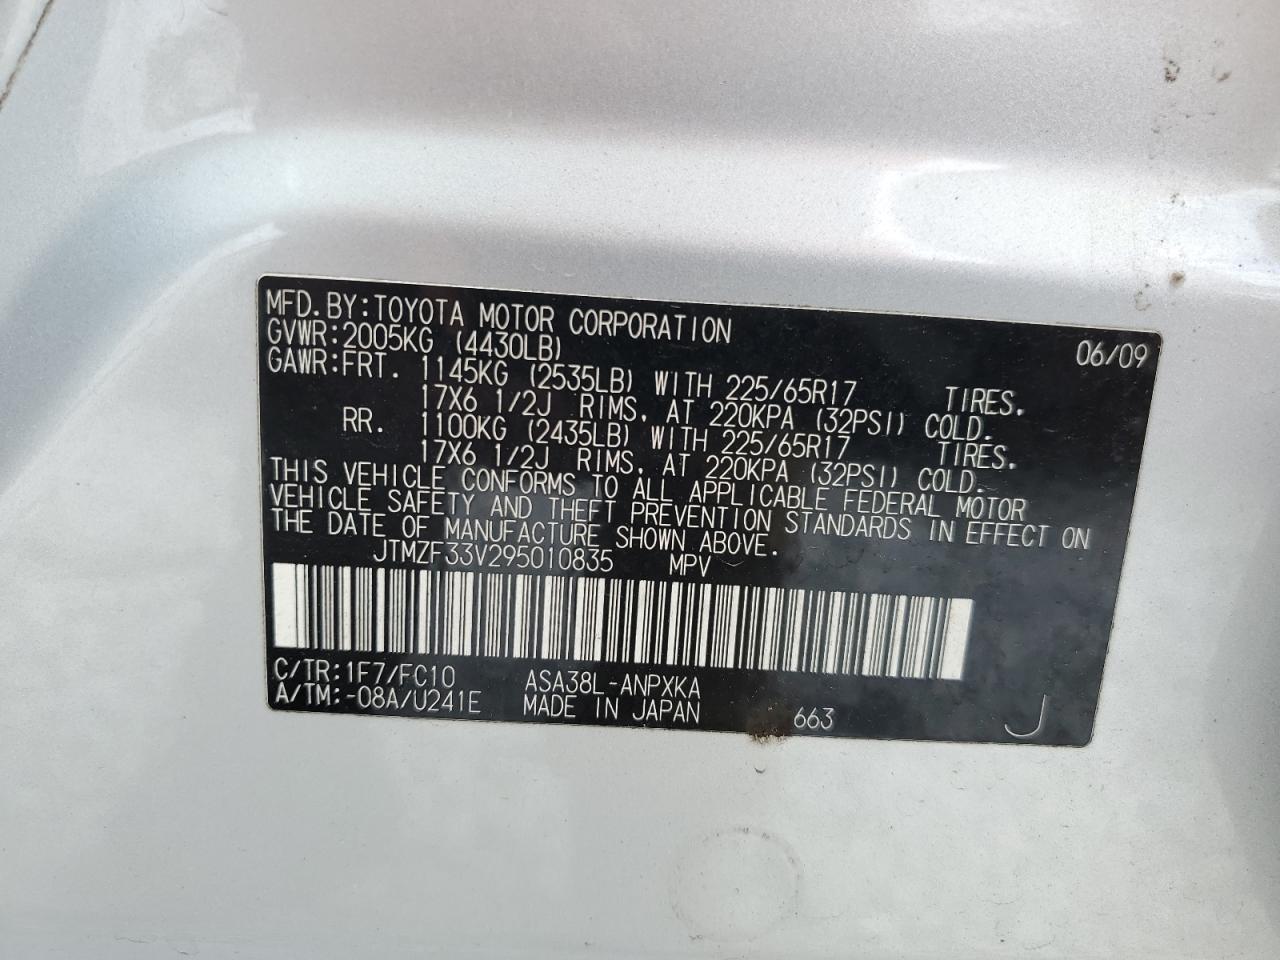 MFD.BY:TOYOTA MOTOR CORPORATION 06/09
GVWR:2005KG (4430LB)
GAWR:FRT. 1145KG (2535LB) WITH 225/65R17 TIRES,
17X6 1/2J RIMS, AT 220KPA (32PSI) COLD.
RR. 1100KG (2435LB) WITH 225/65R17 TIRES,
17X6 1/2J RIMS, AT 220KPA (32PSI) COLD.
THIS VEHICLE CONFORMS TO ALL APPLICABLE FEDERAL MOTOR
VEHICLE SAFETY AND THEFT PREVENTION STANDARDS IN EFFECT ON
THE DATE OF MANUFACTURE SHOWN ABOVE.
JTMZF33V295010835 MPV
C/TR:1F7/FC10 ASA38L-ANPXKA
A/TM:-08A/U241E MADE IN JAPAN 663 J